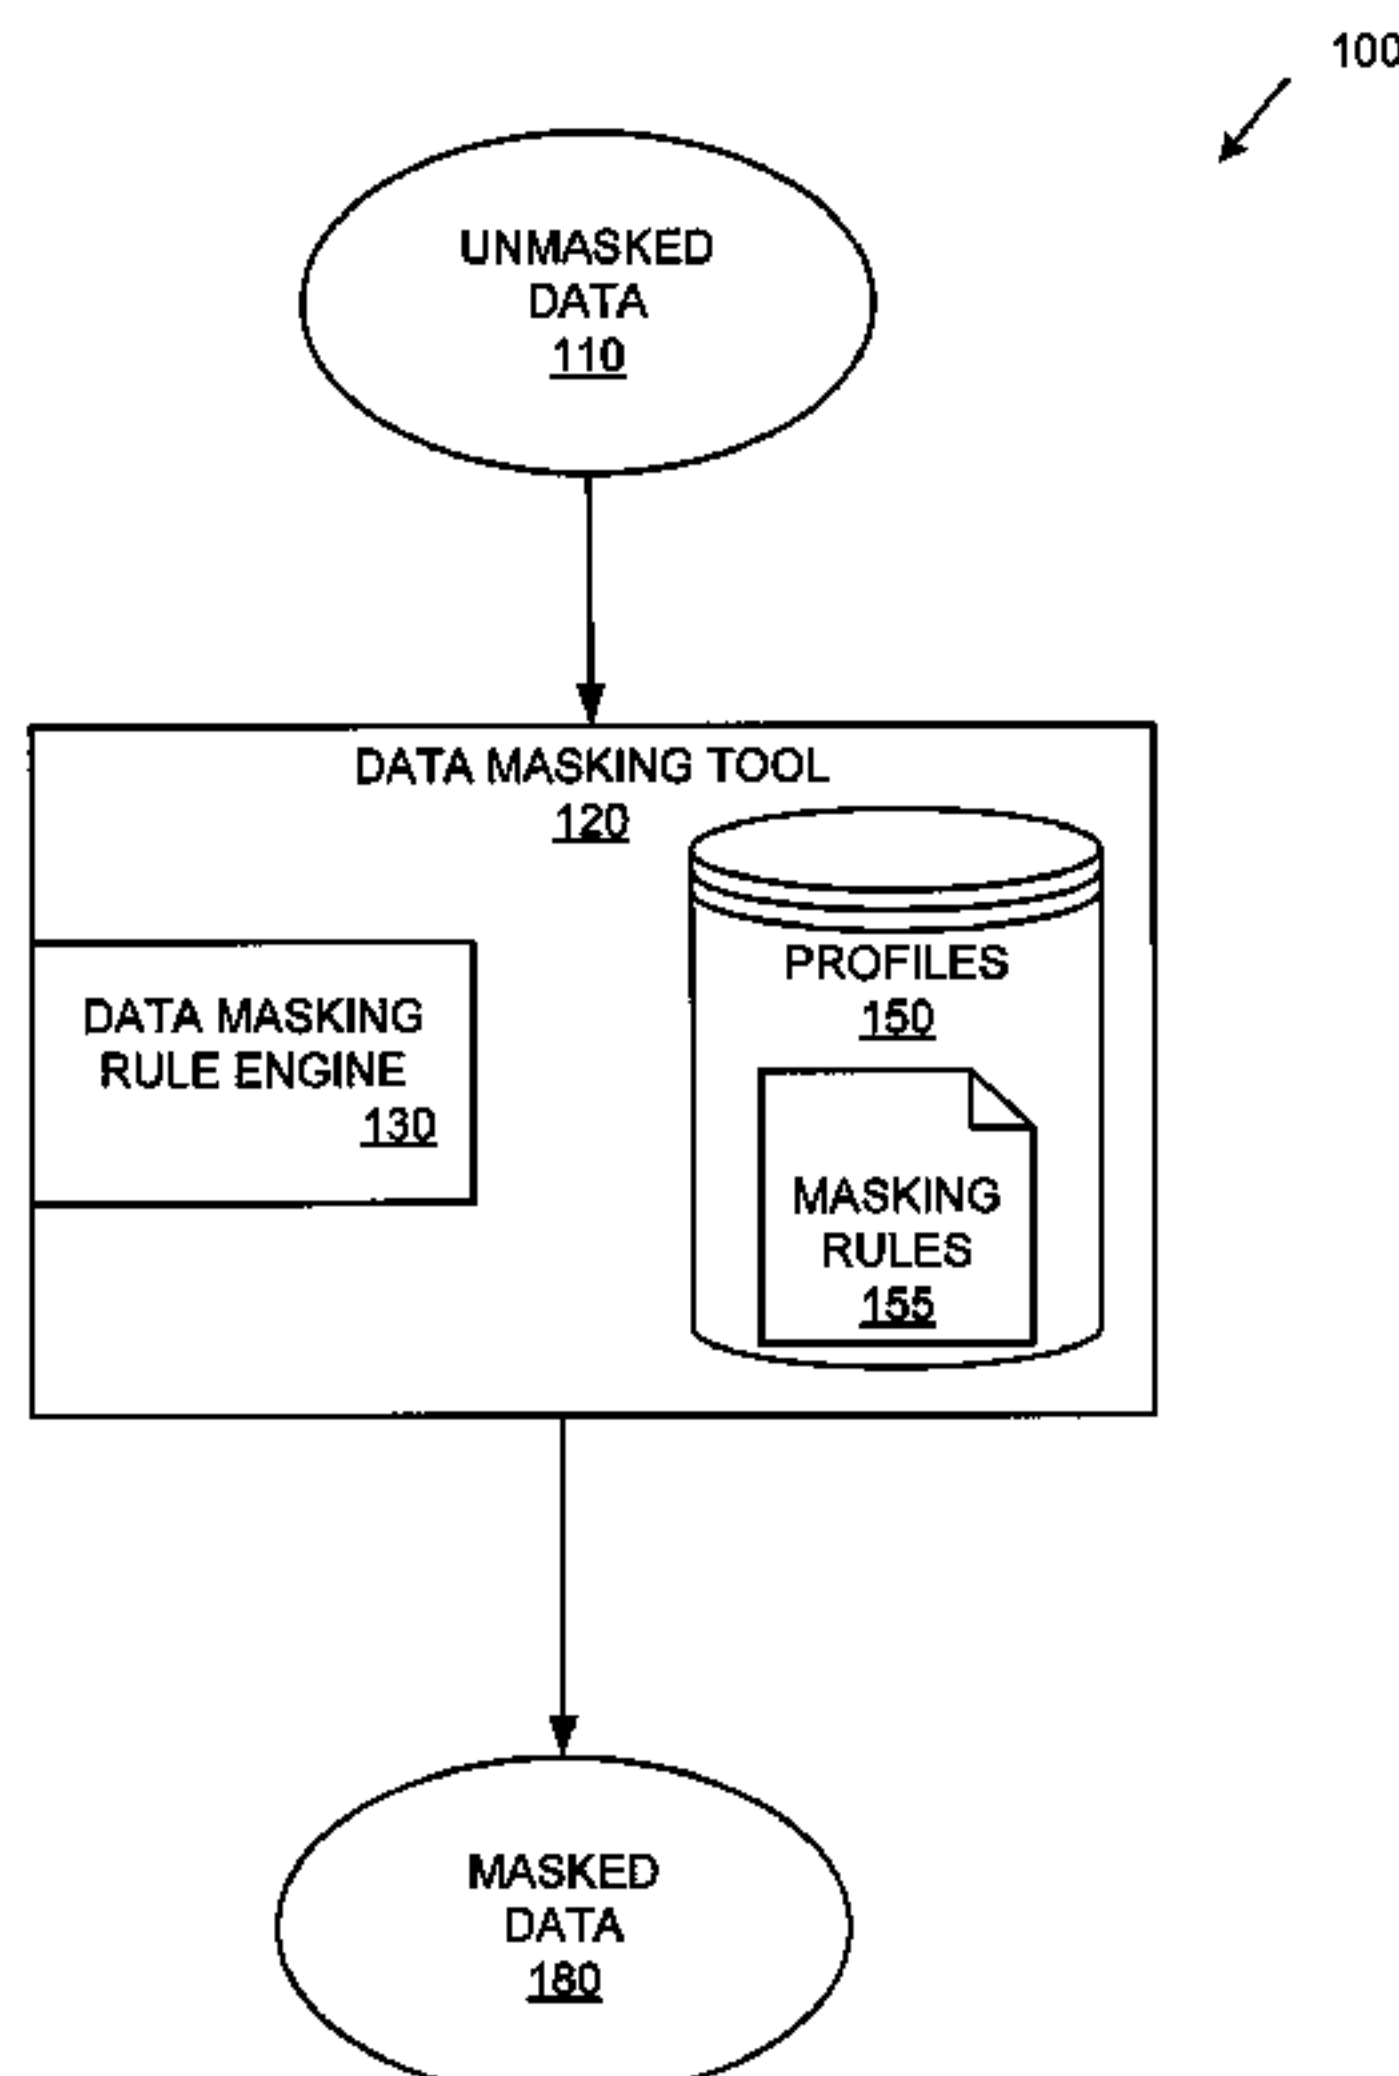 100
UNMASKED
DATA
110
DATA MASKING TOOL
120
PROFILES
150
DATA MASKING
RULE ENGINE
130
MASKING
RULES
155
MASKED
DATA
180